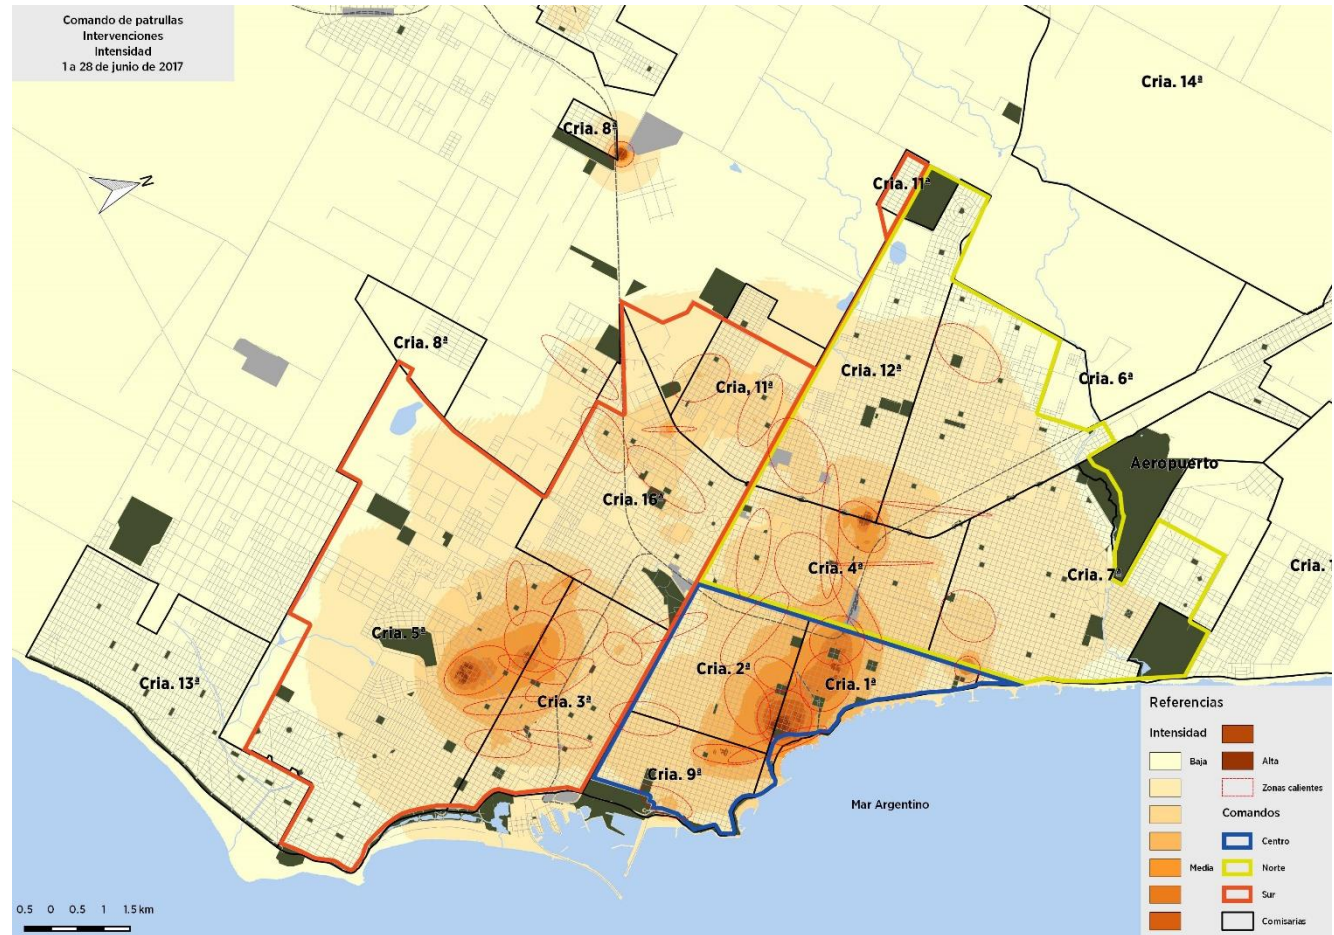 Comando de patrullas
Intervenciones
Intensidad
1 a 28 de junio de 2017
N
Cria. 14ª
Cria. 8ª
Cria. 11ª
Cria. 8ª
Cria, 11ª
Cria. 12ª
Cria. 6ª
Aeropuerto
Cria. 16ª
Cria. 4ª
Cria. 7ª
Cria. 1
Cria. 5ª
Cria. 2ª
Cria. 13ª
Cria. 3ª
Cria. 1ª
Cria. 9ª
Mar Argentino
Referencias
Intensidad
Baja
Alta
Zonas calientes
Comandos
Centro
Media
Norte
Sur
Comisarias
0.5 0 0.5 1 1.5 km